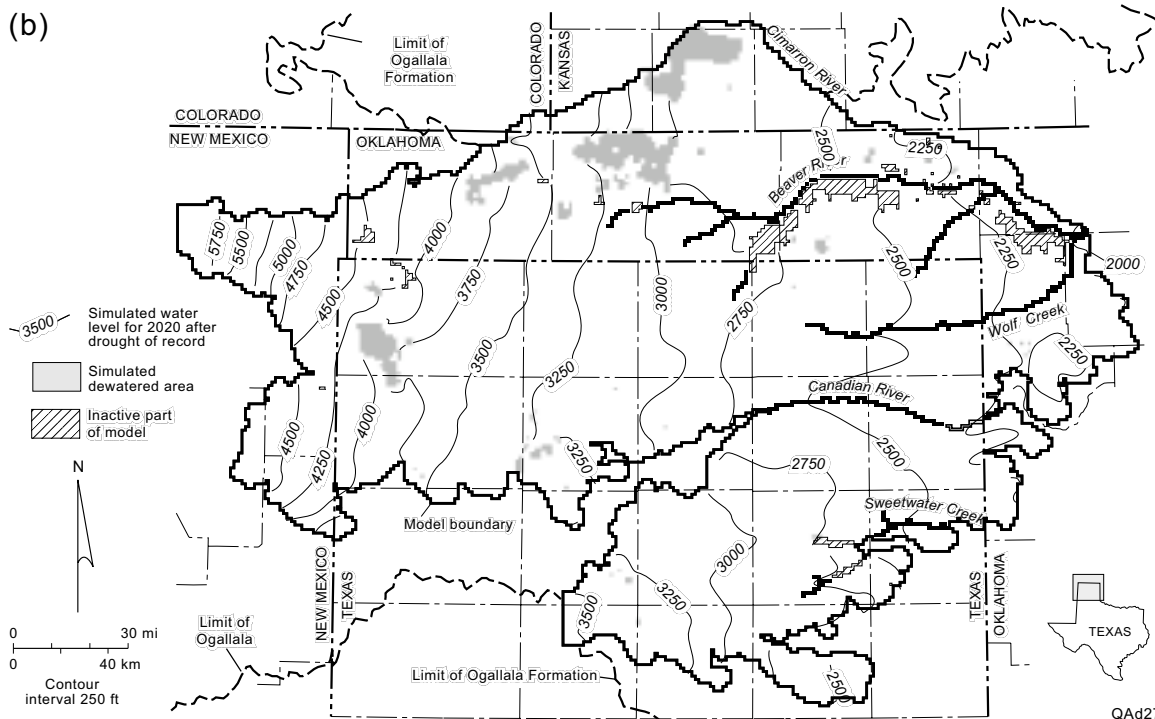 (b)
Limit of
Ogallala
Formation
COLORADO
KANSAS
Cimarron River
COLORADO
NEW MEXICO
OKLAHOMA
2500
2250
Beaver River
5750
5500
5000
4750
4500
4000
3750
3500
3250
3000
2750
2500
2250
2000
3500
Simulated water
level for 2020 after
drought of record
Simulated
dewatered area
Inactive part
of model
Wolf Creek
2250
Canadian River
4500
4250
4000
3250
2750
2500
N
Model boundary
Sweetwater Creek
NEW MEXICO
TEXAS
3500
3250
3000
TEXAS
OKLAHOMA
TEXAS
0 30 mi
0 40 km
Contour
interval 250 ft
Limit of
Ogallala
Limit of Ogallala Formation
2500